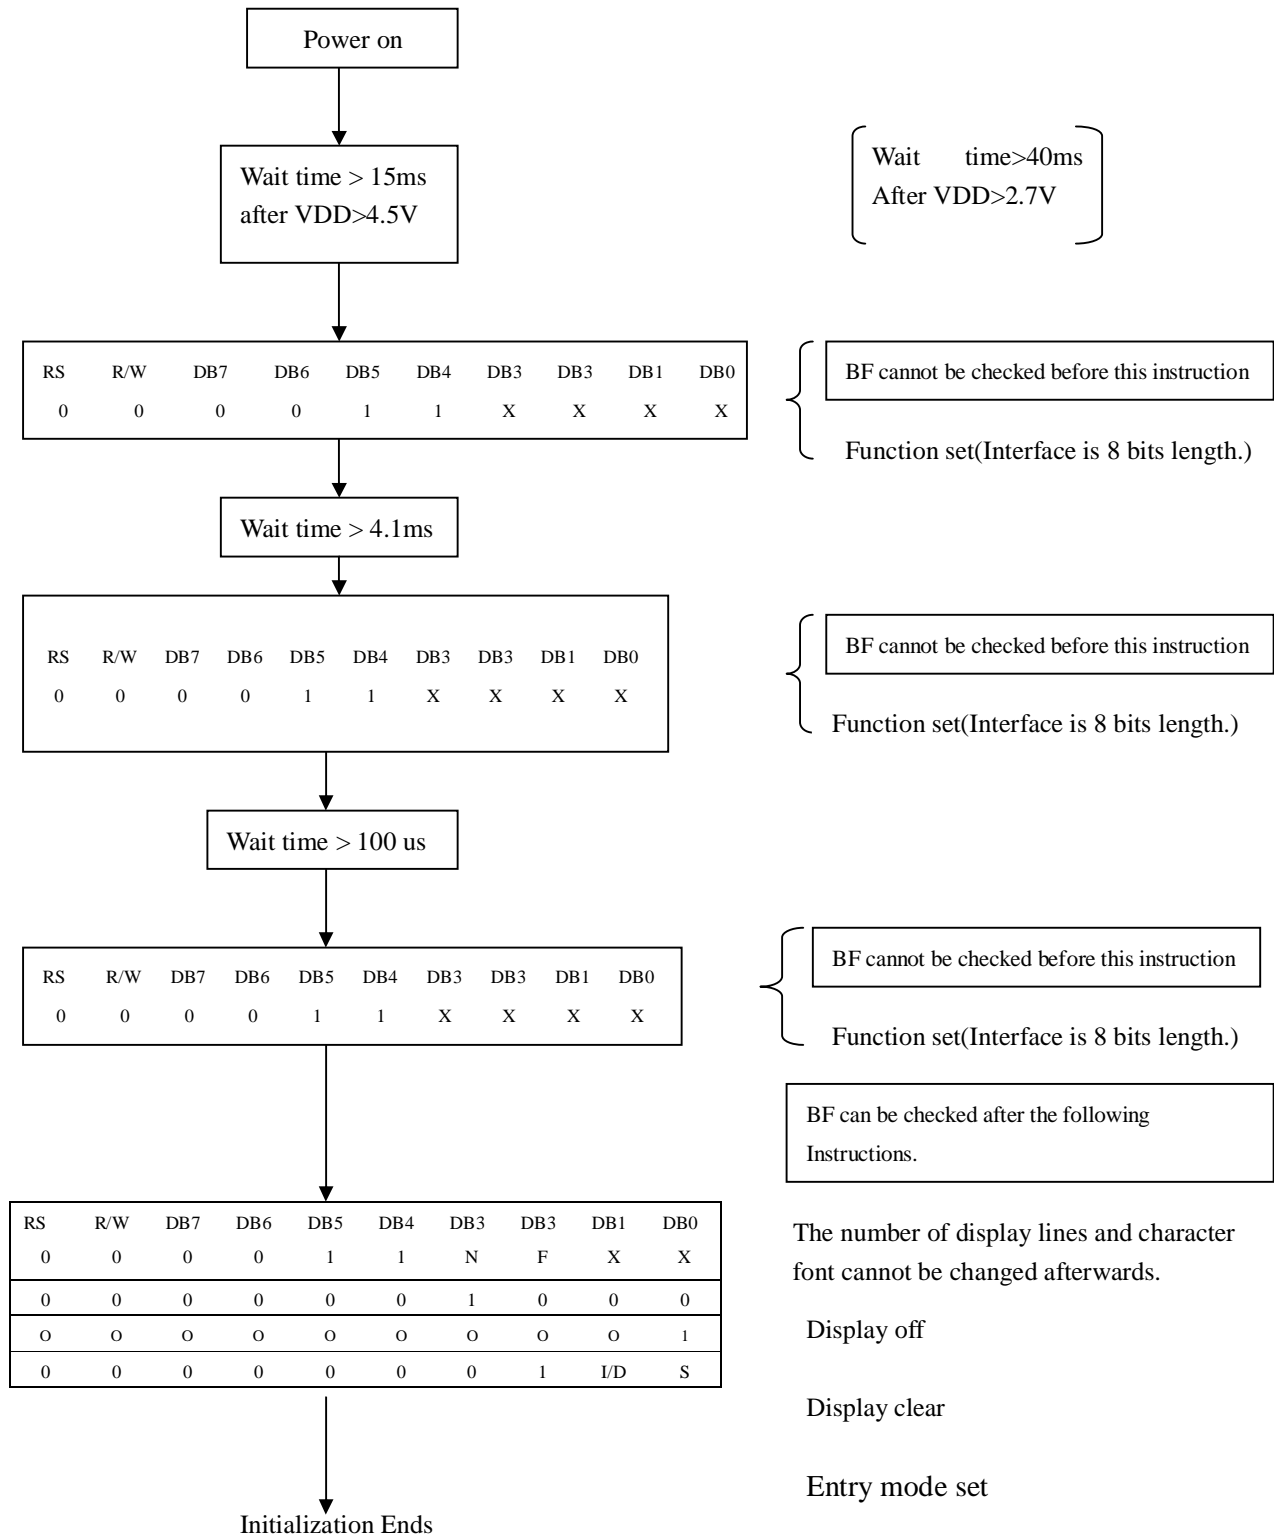 Power on
Wait time > 15ms
after VDD>4.5V
Wait time>40ms
After VDD>2.7V
RS R/W DB7 DB6 DB5 DB4 DB3 DB3 DB1 DB0
0 0 0 0 1 1 X X X X
BF cannot be checked before this instruction
Function set(Interface is 8 bits length.)
Wait time > 4.1ms
RS R/W DB7 DB6 DB5 DB4 DB3 DB3 DB1 DB0
0 0 0 0 1 1 X X X X
BF cannot be checked before this instruction
Function set(Interface is 8 bits length.)
Wait time > 100 us
RS R/W DB7 DB6 DB5 DB4 DB3 DB3 DB1 DB0
0 0 0 0 1 1 X X X X
BF cannot be checked before this instruction
Function set(Interface is 8 bits length.)
BF can be checked after the following
Instructions.
RS R/W DB7 DB6 DB5 DB4 DB3 DB3 DB1 DB0
0 0 0 0 1 1 N F X X
0 0 0 0 0 0 1 0 0 0
O O O O O O O O O 1
0 0 0 0 0 0 0 1 I/D S
The number of display lines and character
font cannot be changed afterwards.
Display off
Display clear
Entry mode set
Initialization Ends